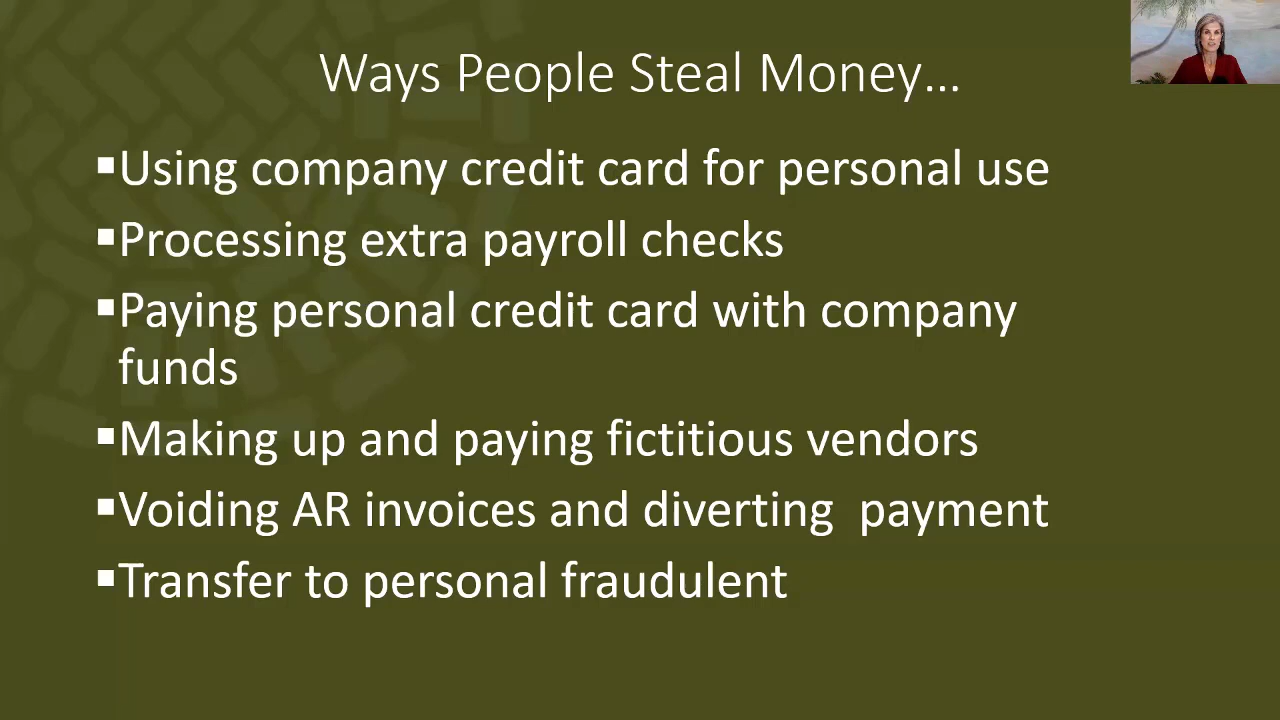 Ways People Steal Money...
▪Using company credit card for personal use
▪Processing extra payroll checks
▪Paying personal credit card with company
funds
▪Making up and paying fictitious vendors
▪Voiding AR invoices and diverting  payment
▪Transfer to personal fraudulent